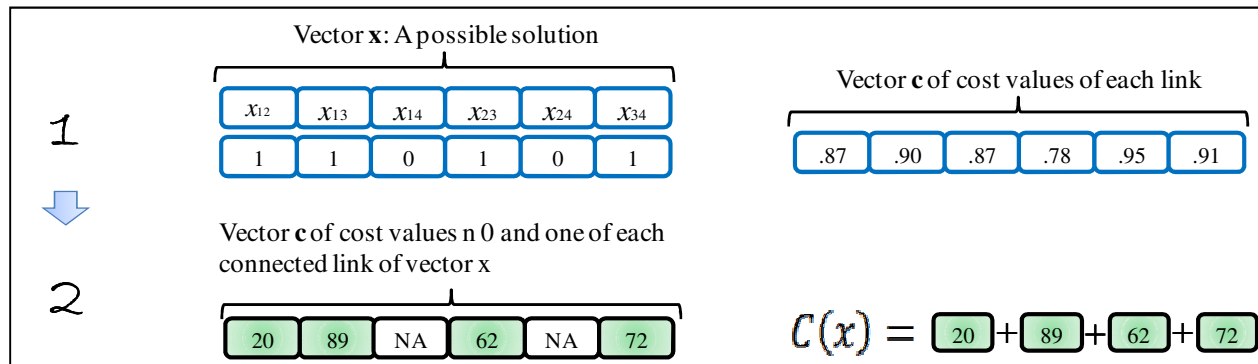 Vector x: A possible solution
Vector c of cost values of each link
1
x12 x13 x14 x23 x24 x34
1 1 0 1 0 1
.87 .90 .87 .78 .95 .91
Vector c of cost values n 0 and one of each
connected link of vector x
2
20 89 NA 62 NA 72
C(x) = 20 + 89 + 62 + 72